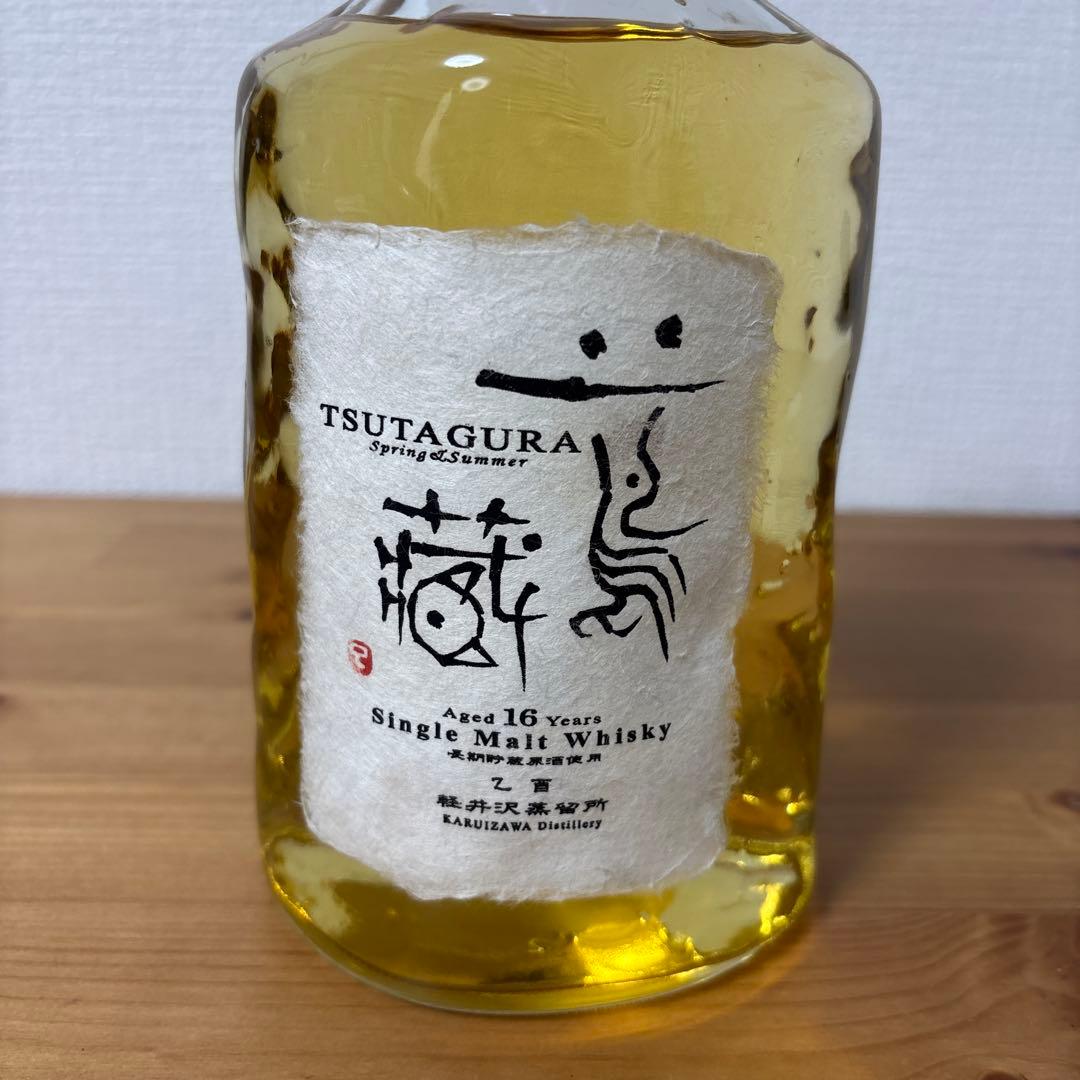 TSUTAGURA
Spring&Summer
蔦
蔵
Aged 16 Years
Single Malt Whisky
長期貯蔵原酒使用
乙酉
軽井沢蒸留所
KARUIZAWA Distillery